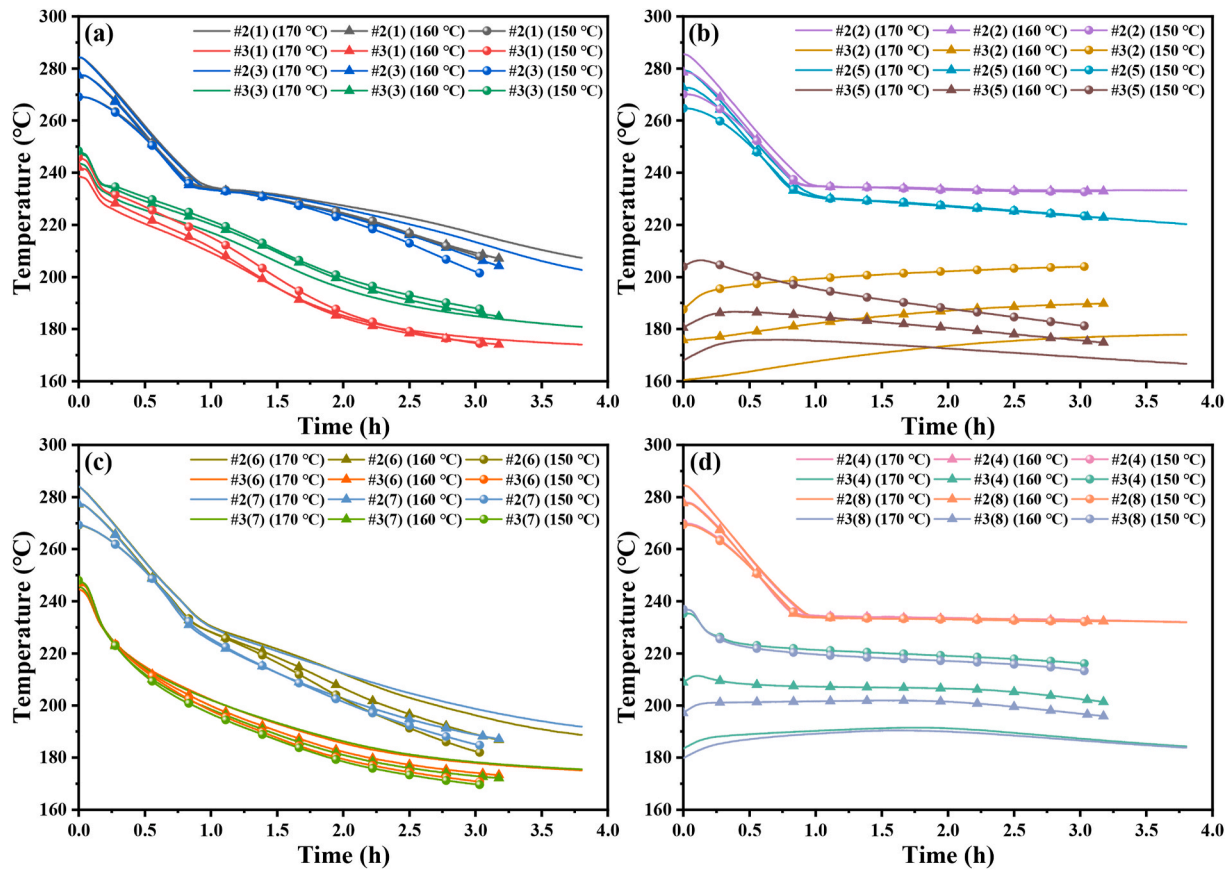 (a)
#2(1) (170 ℃) #2(1) (160 ℃) #2(1) (150 ℃)
#3(1) (170 ℃) #3(1) (160 ℃) #3(1) (150 ℃)
#2(3) (170 ℃) #2(3) (160 ℃) #2(3) (150 ℃)
#3(3) (170 ℃) #3(3) (160 ℃) #3(3) (150 ℃)
Temperature (℃)
300
280
260
240
220
200
180
160
0.0 0.5 1.0 1.5 2.0 2.5 3.0 3.5 4.0
Time (h)
(b)
#2(2) (170 ℃) #2(2) (160 ℃) #2(2) (150 ℃)
#3(2) (170 ℃) #3(2) (160 ℃) #3(2) (150 ℃)
#2(5) (170 ℃) #2(5) (160 ℃) #2(5) (150 ℃)
#3(5) (170 ℃) #3(5) (160 ℃) #3(5) (150 ℃)
Temperature (℃)
300
280
260
240
220
200
180
160
0.0 0.5 1.0 1.5 2.0 2.5 3.0 3.5 4.0
Time (h)
(c)
#2(6) (170 ℃) #2(6) (160 ℃) #2(6) (150 ℃)
#3(6) (170 ℃) #3(6) (160 ℃) #3(6) (150 ℃)
#2(7) (170 ℃) #2(7) (160 ℃) #2(7) (150 ℃)
#3(7) (170 ℃) #3(7) (160 ℃) #3(7) (150 ℃)
Temperature (℃)
300
280
260
240
220
200
180
160
0.0 0.5 1.0 1.5 2.0 2.5 3.0 3.5 4.0
Time (h)
(d)
#2(4) (170 ℃) #2(4) (160 ℃) #2(4) (150 ℃)
#3(4) (170 ℃) #3(4) (160 ℃) #3(4) (150 ℃)
#2(8) (170 ℃) #2(8) (160 ℃) #2(8) (150 ℃)
#3(8) (170 ℃) #3(8) (160 ℃) #3(8) (150 ℃)
Temperature (℃)
300
280
260
240
220
200
180
160
0.0 0.5 1.0 1.5 2.0 2.5 3.0 3.5 4.0
Time (h)